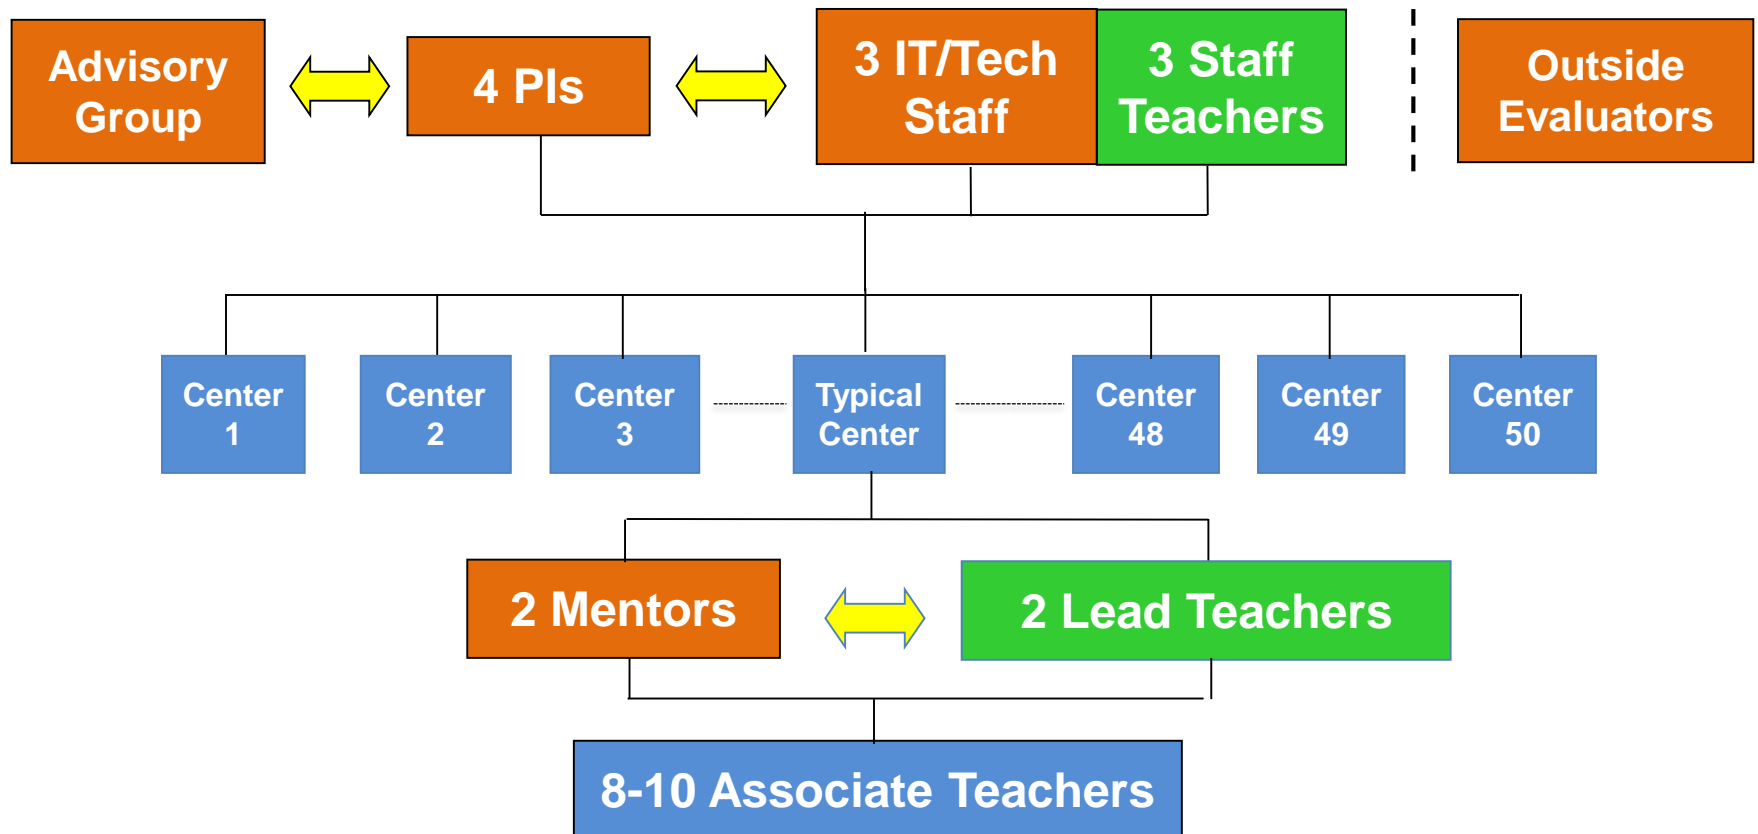 Advisory
Group
4 PIs
3 IT/Tech
Staff
3 Staff
Teachers
Outside
Evaluators
Center
1
Center
2
Center
3
Typical
Center
Center
48
Center
49
Center
50
2 Mentors
2 Lead Teachers
8-10 Associate Teachers